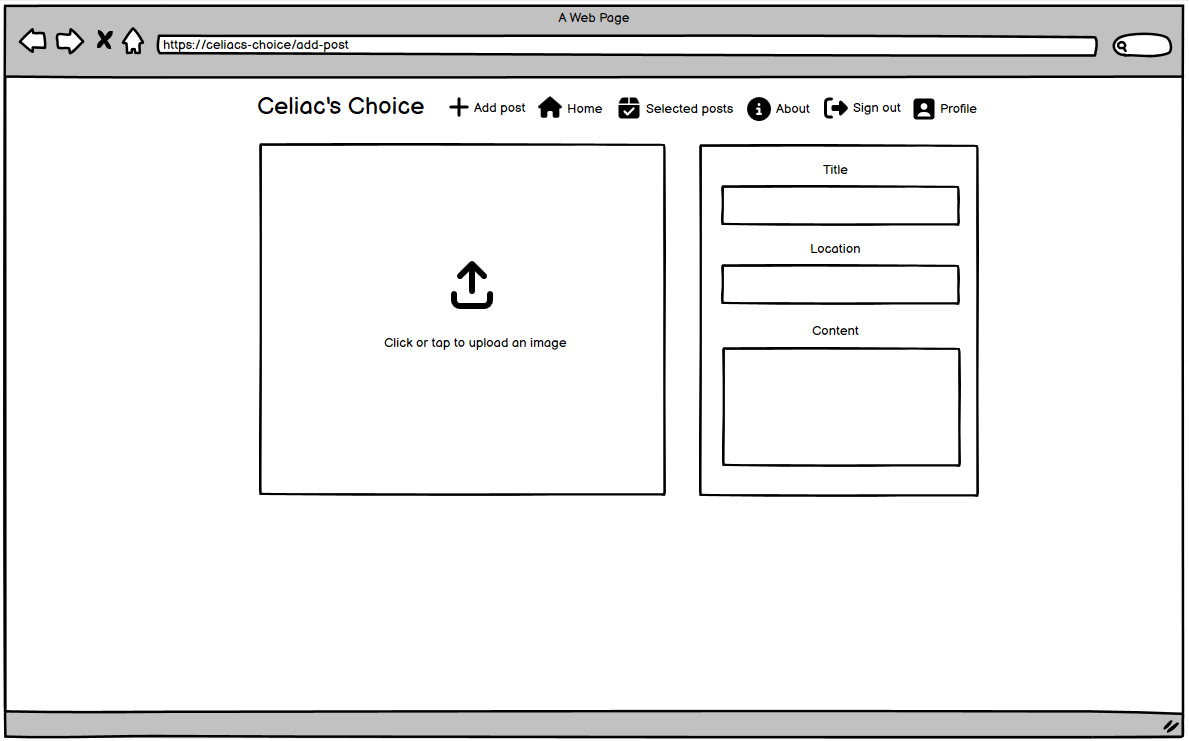 A Web Page
https://celiacs-choice/add-post
Celiac's Choice Add post Home Selected posts About Sign out Profile
Title
Location
Content
Click or tap to upload an image